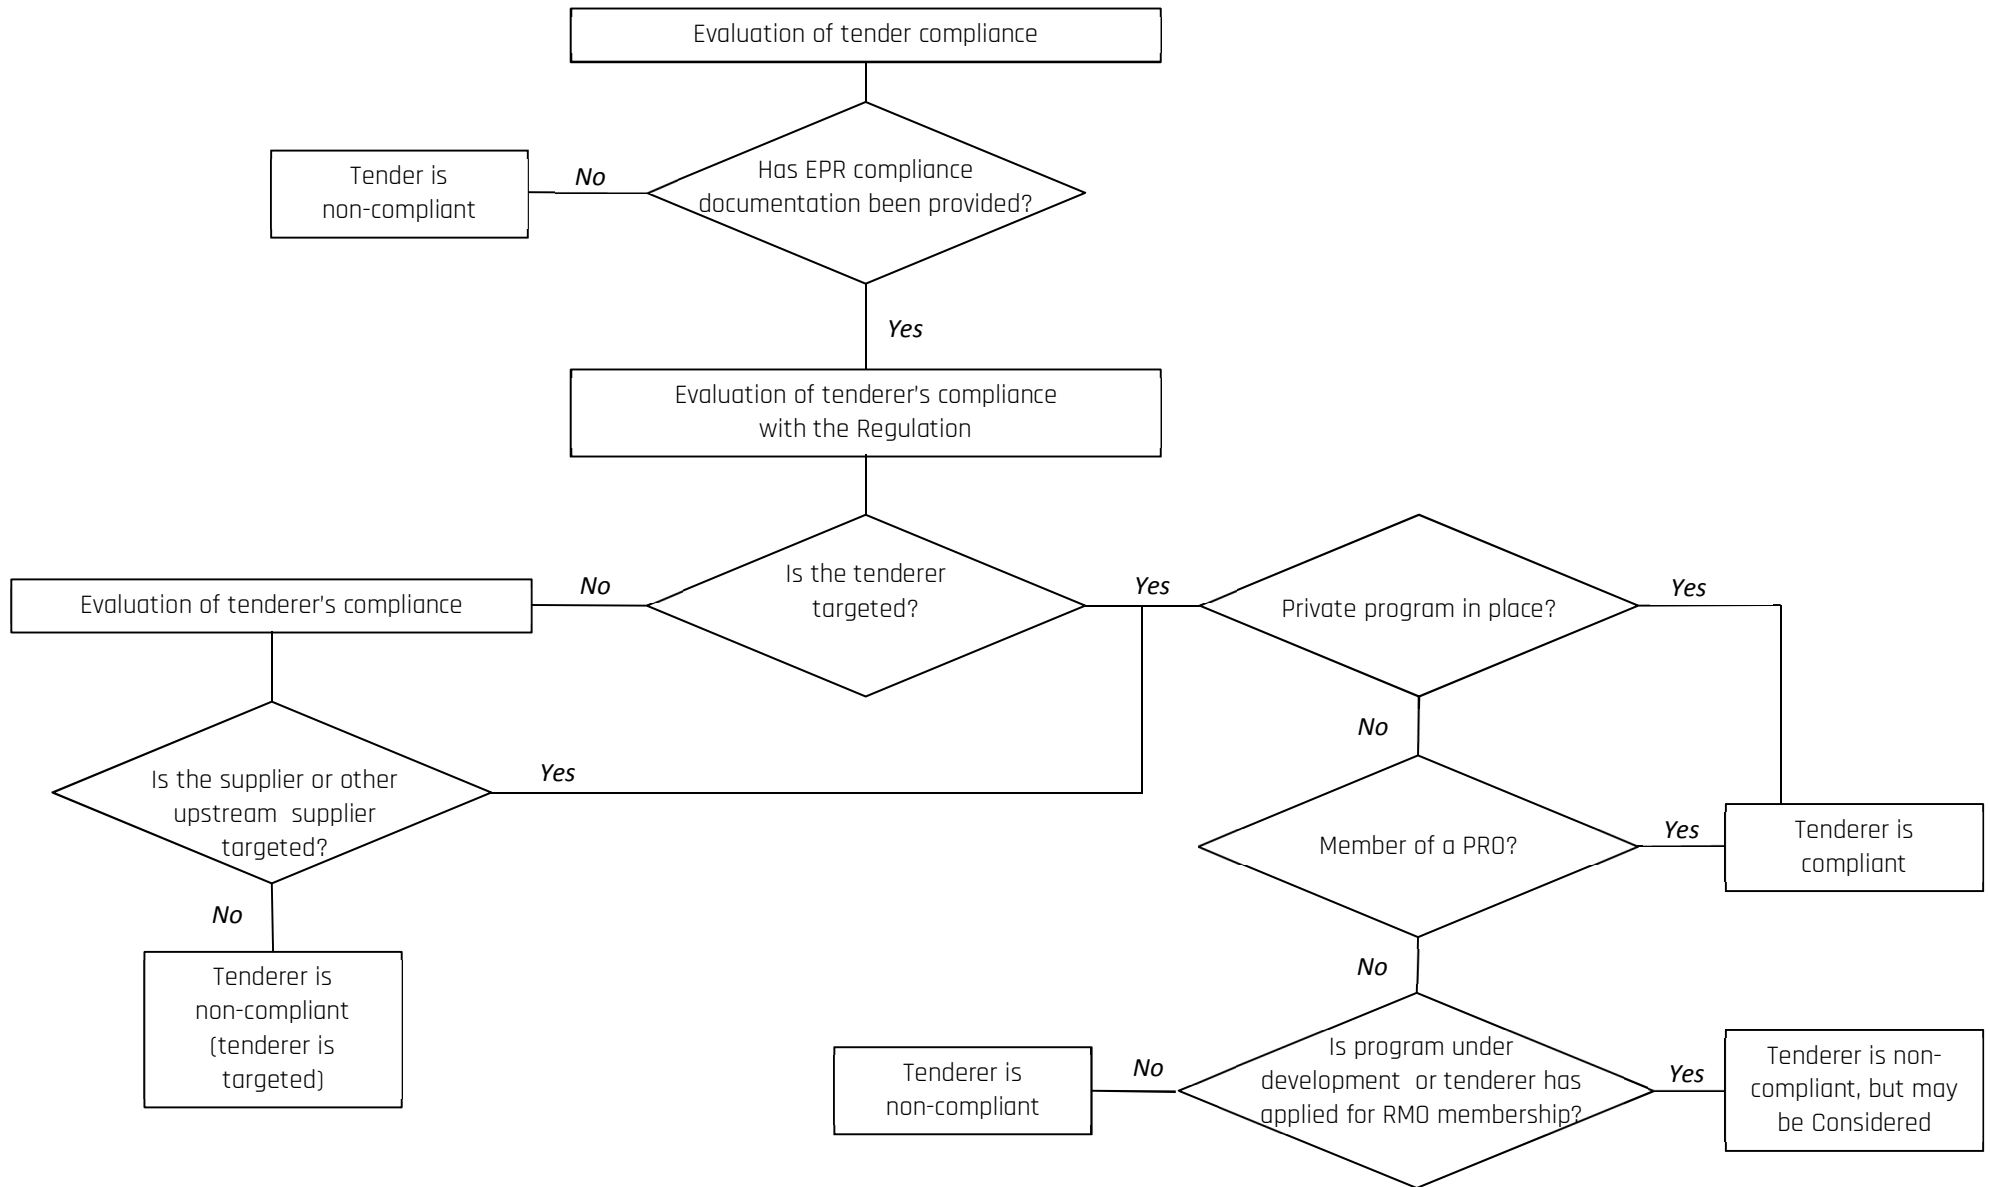 Evaluation of tender compliance
Has EPR compliance
documentation been provided?
No
Tender is
non-compliant
Yes
Evaluation of tenderer's compliance
with the Regulation
Is the tenderer
targeted?
No
Evaluation of tenderer's compliance
Yes
Private program in place?
Yes
No
Is the supplier or other
upstream  supplier
targeted?
Yes
Member of a PRO?
Yes
Tenderer is
compliant
No
Tenderer is
non-compliant
(tenderer is
targeted)
No
Is program under
development  or tenderer has
applied for RMO membership?
No
Tenderer is
non-compliant
Yes
Tenderer is non-
compliant, but may
be Considered